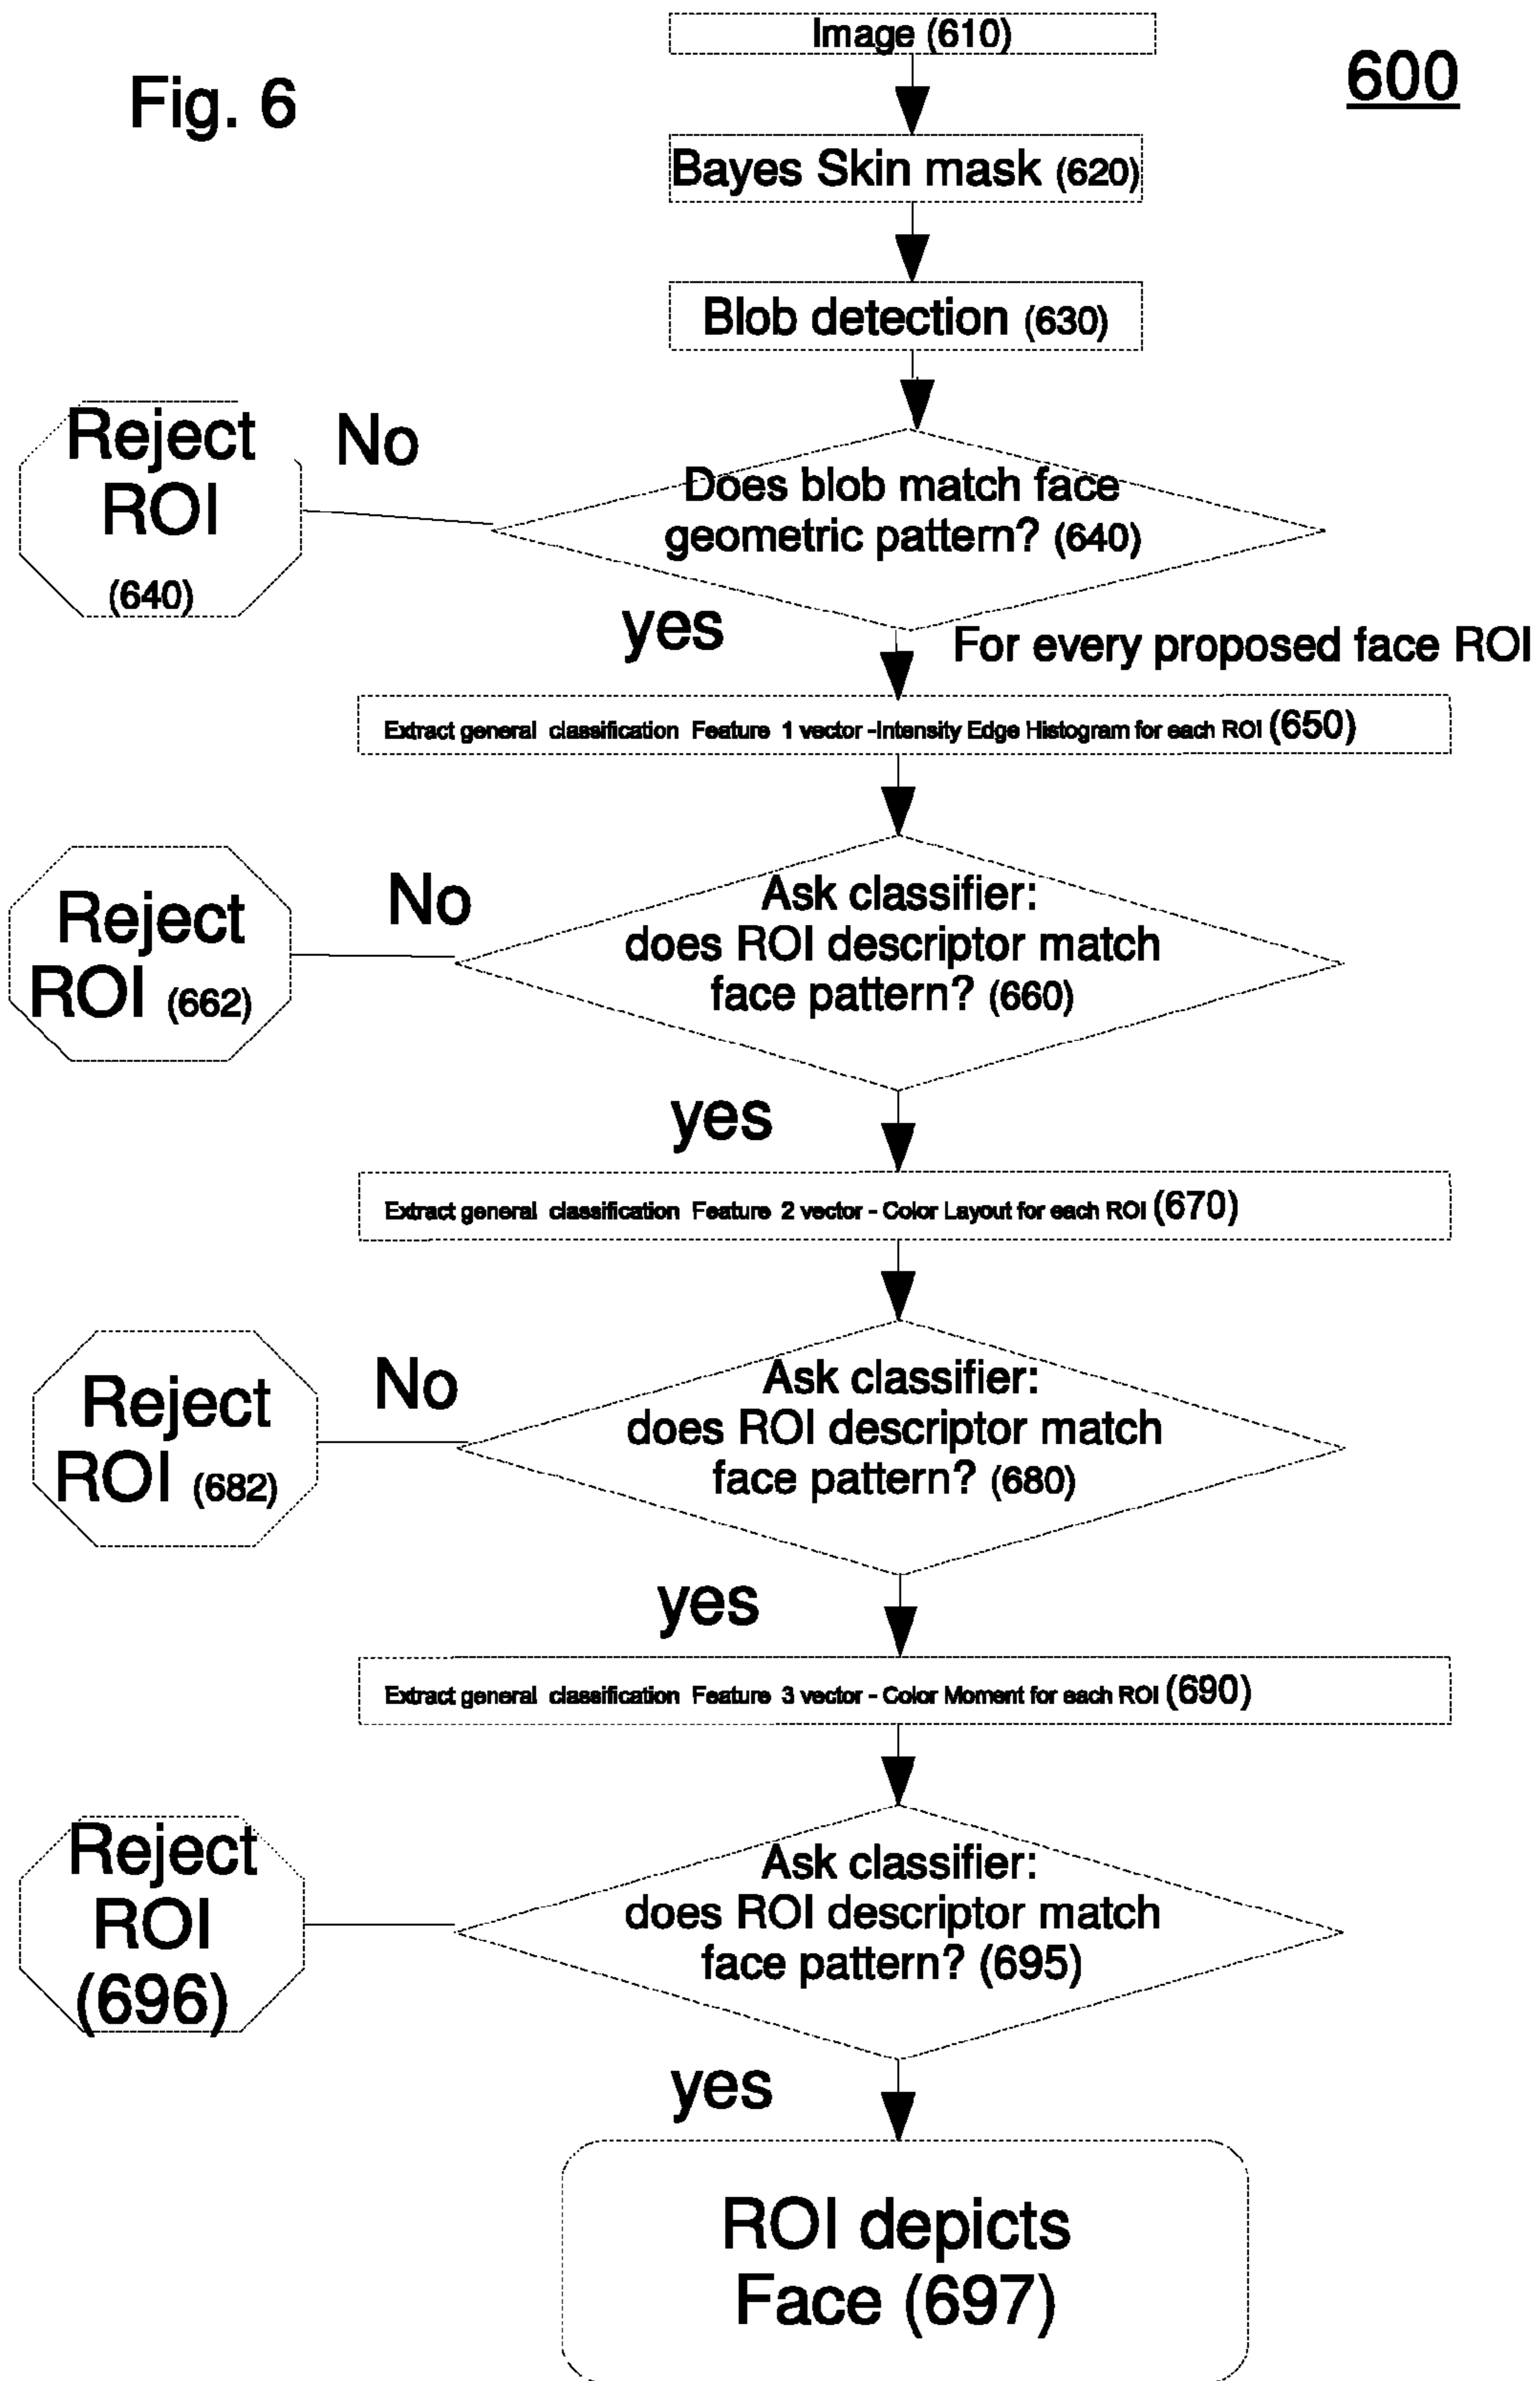 Image (610)
Fig. 6
600
Bayes Skin mask (620)
Blob detection (630)
Reject
ROI
(640)
No
Does blob match face
geometric pattern? (640)
yes
For every proposed face ROI
Extract general classification Feature 1 vector -Intensity Edge Histogram for each ROI (650)
Reject
ROI (662)
No
Ask classifier:
does ROI descriptor match
face pattern? (660)
yes
Extract general classification Feature 2 vector - Color Layout for each ROI (670)
Reject
ROI (682)
No
Ask classifier:
does ROI descriptor match
face pattern? (680)
yes
Extract general classification Feature 3 vector - Color Moment for each ROI (690)
Reject
ROI
(696)
Ask classifier:
does ROI descriptor match
face pattern? (695)
yes
ROI depicts
Face (697)